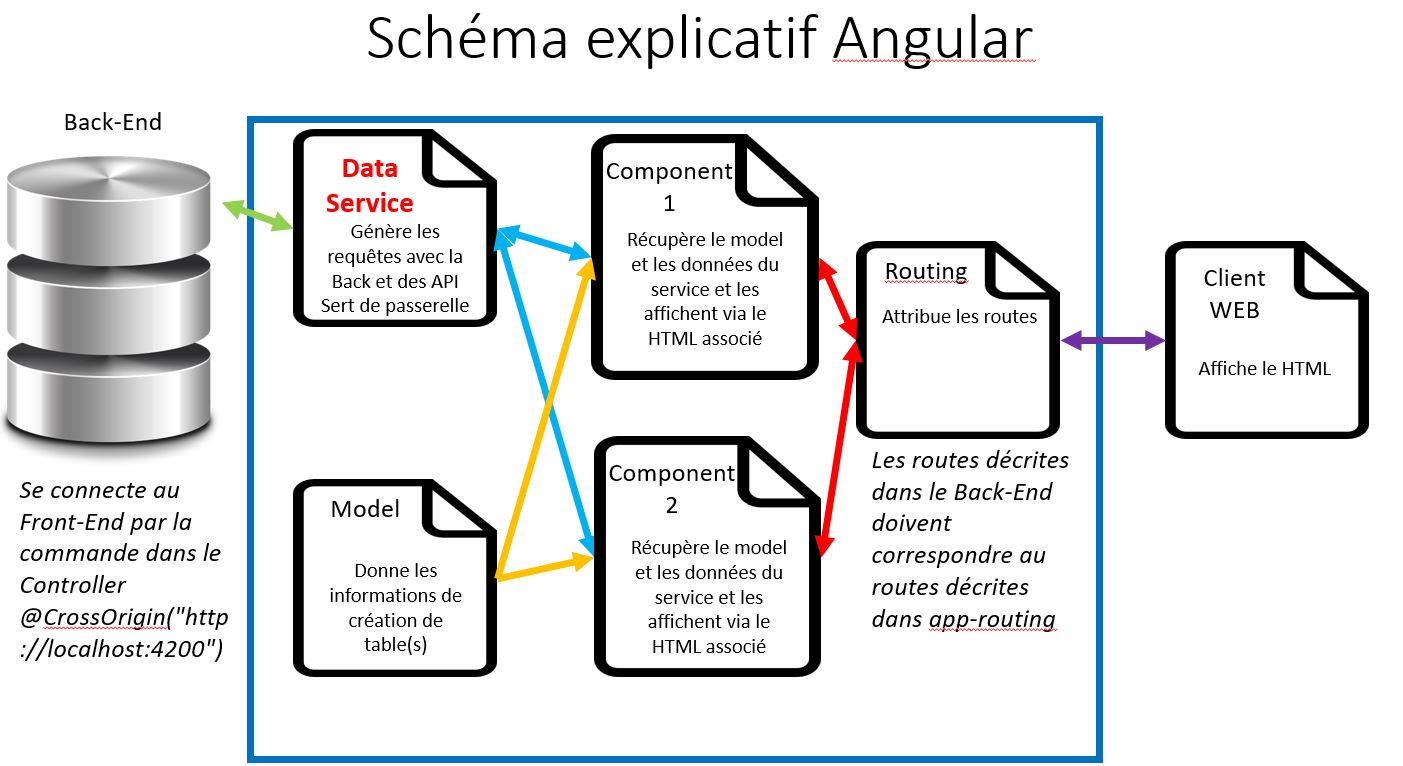 Schéma explicatif Angular
Back-End
Se connecte au
Front-End par la
commande dans le
Controller
@CrossOrigin("http
://localhost:4200")
Data
Service
Génère les
requêtes avec la
Back et des API
Sert de passerelle
Model
Donne les
informations de
création de
table(s)
Component
1
Récupère le model
et les données du
service et les
affichent via le
HTML associé
Component
2
Récupère le model
et les données du
service et les
affichent via le
HTML associé
Routing
Attribue les routes
Les routes décrites
dans le Back-End
doivent
correspondre au
routes décrites
dans app-routing
Client
WEB
Affiche le HTML